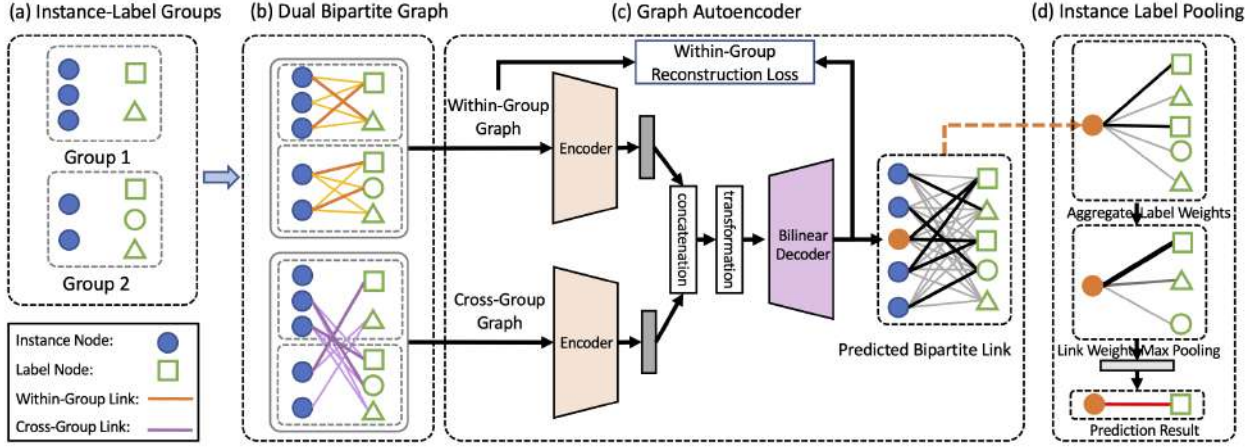 (a) Instance-Label Groups
Group 1
Group 2
Instance Node:
Label Node:
Within-Group Link:
Cross-Group Link:
(b) Dual Bipartite Graph
(c) Graph Autoencoder
Within-Group
Reconstruction Loss
Within-Group
Graph
Encoder
concatenation
transformation
Bilinear
Decoder
Cross-Group
Graph
Encoder
Predicted Bipartite Link
(d) Instance Label Pooling
Aggregate Label Weights
Link Weight Max Pooling
Prediction Result